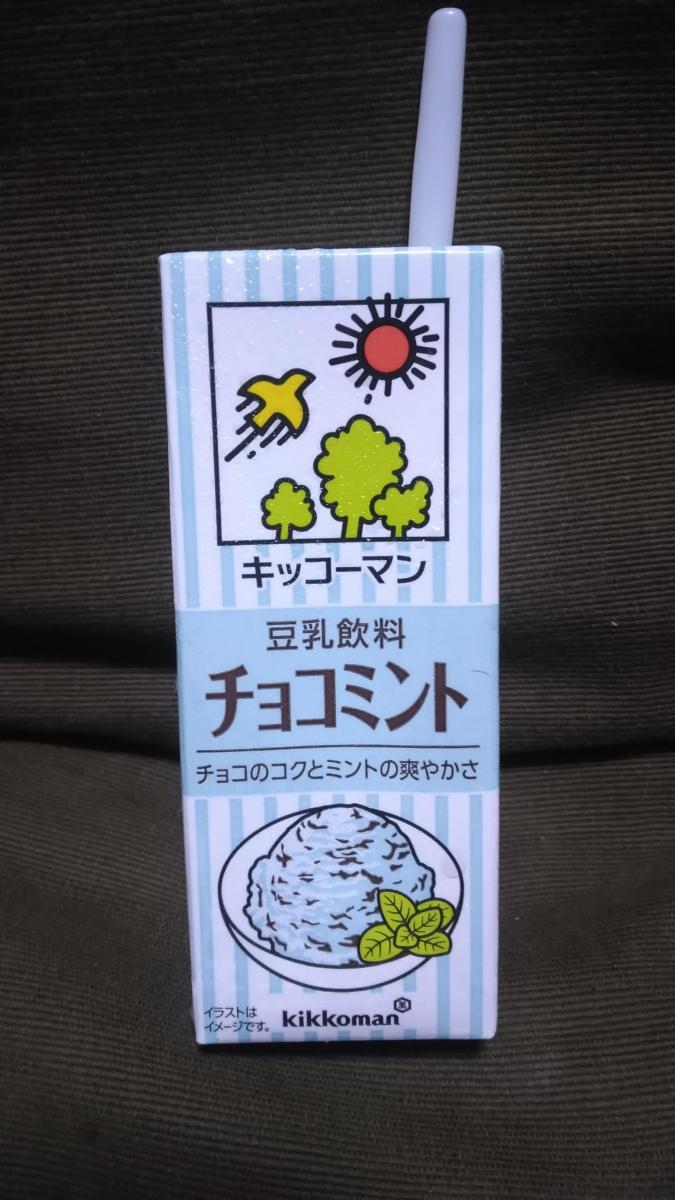 キッコーマン
豆乳飲料
チョコミント
チョコのコクとミントの爽やかさ
イラストは
イメージです。
kikkoman